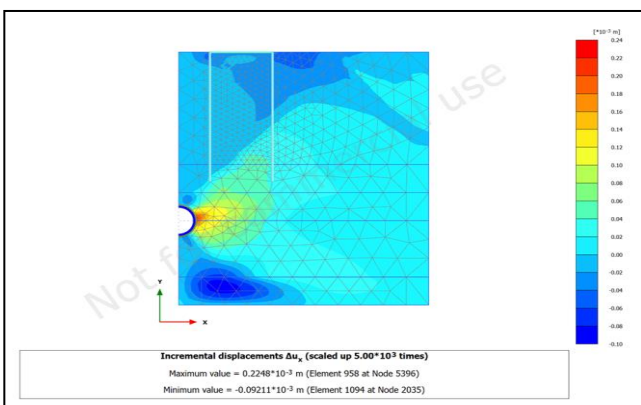 [*10⁻³ m]
0.24
0.22
0.20
0.18
0.16
0.14
0.12
0.10
0.08
0.06
0.04
0.02
0.00
-0.02
-0.04
-0.06
-0.08
-0.10
Not f
use
Y
X
Incremental displacements Δuₓ (scaled up 5.00*10³ times)
Maximum value = 0.2248*10⁻³ m (Element 958 at Node 5396)
Minimum value = -0.09211*10⁻³ m (Element 1094 at Node 2035)